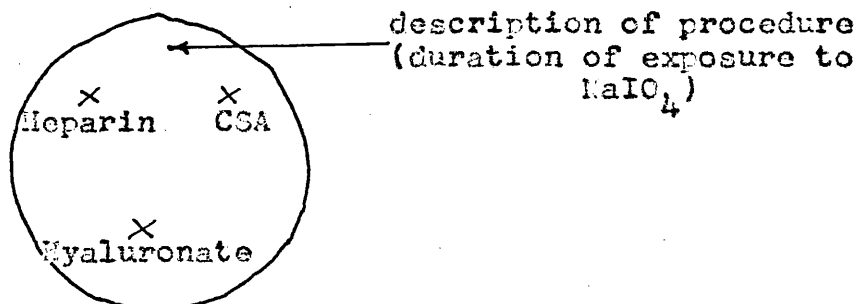 description of procedure
(duration of exposure to
NaIO4)
× ×
Heparin CSA
×
Hyaluronate